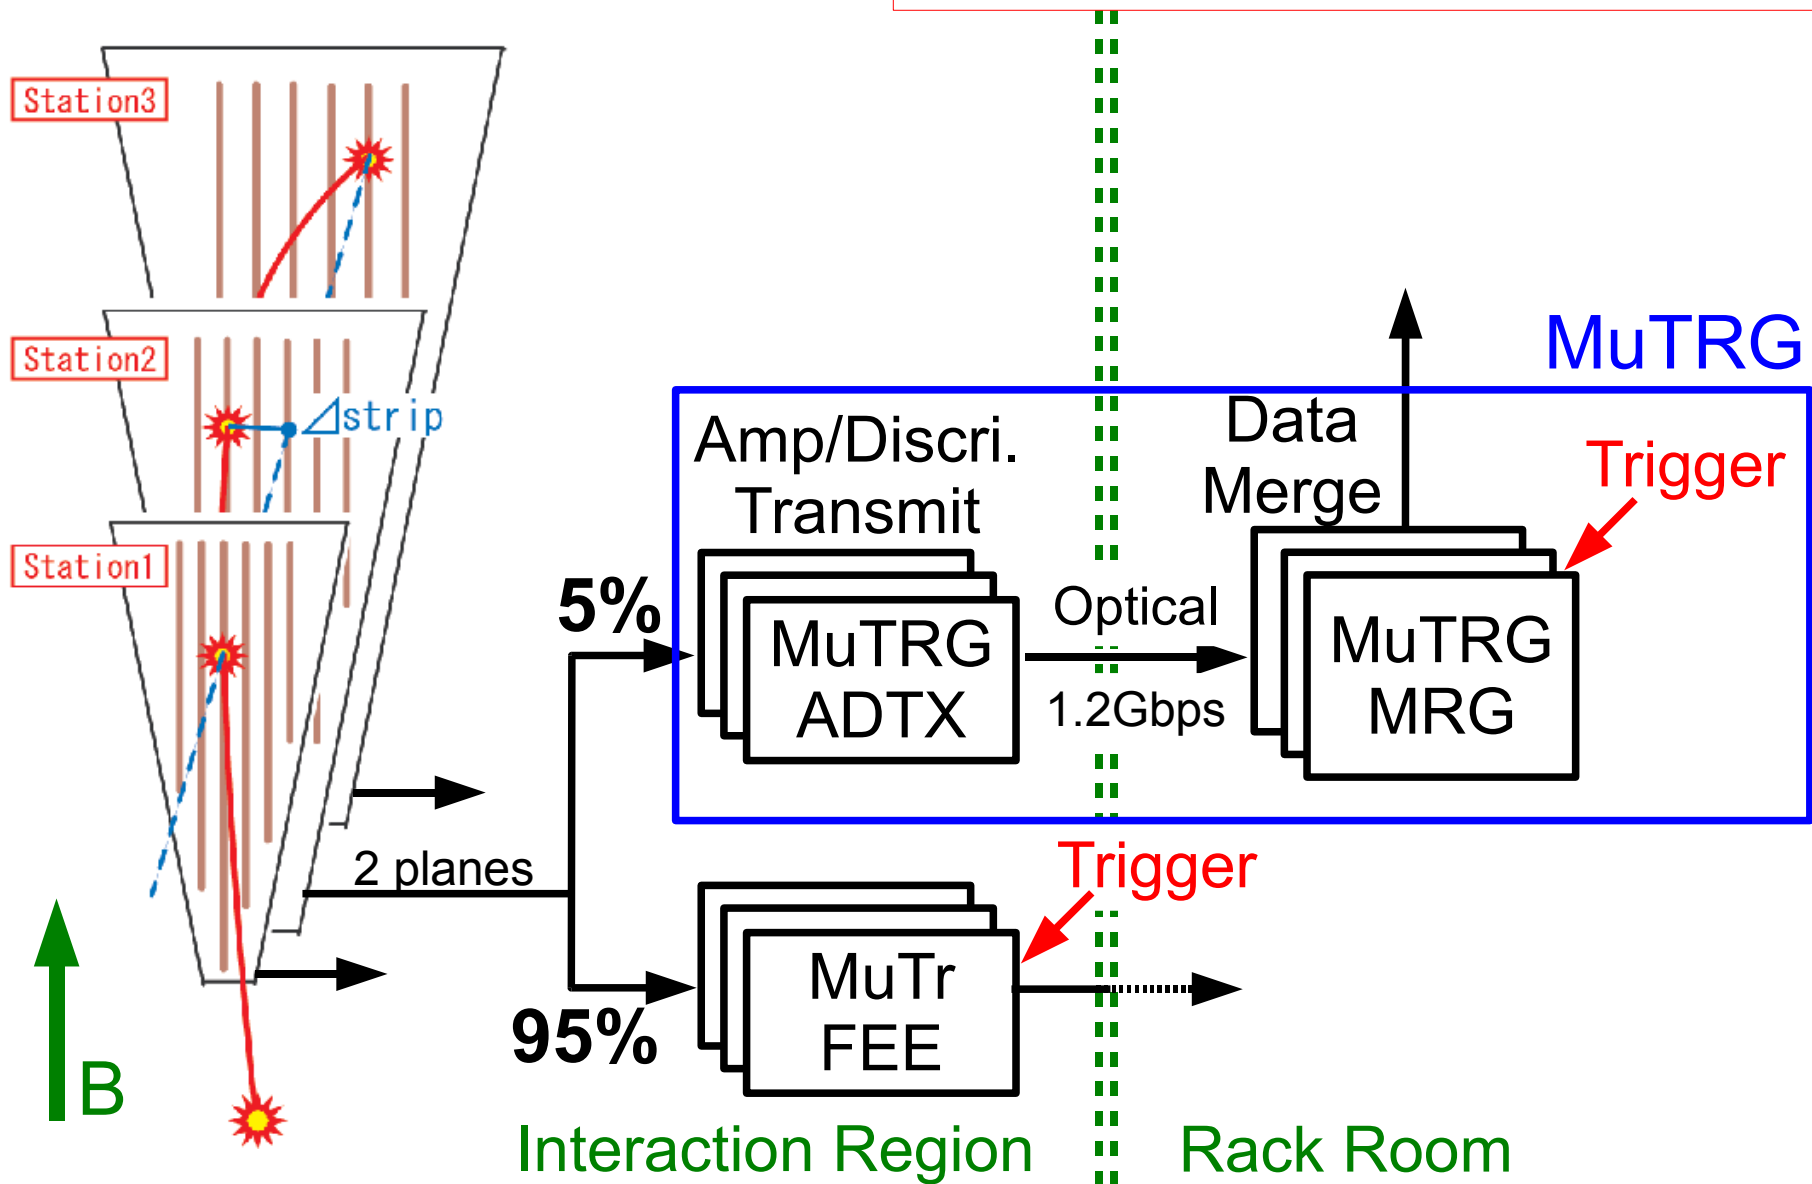 Station3
Station2
⊿strip
Station1
MuTRG
Amp/Discri.
Transmit
Data
Merge
Trigger
5%
MuTRG
ADTX
Optical
1.2Gbps
MuTRG
MRG
2 planes
Trigger
95%
MuTr
FEE
B
Interaction Region
Rack Room